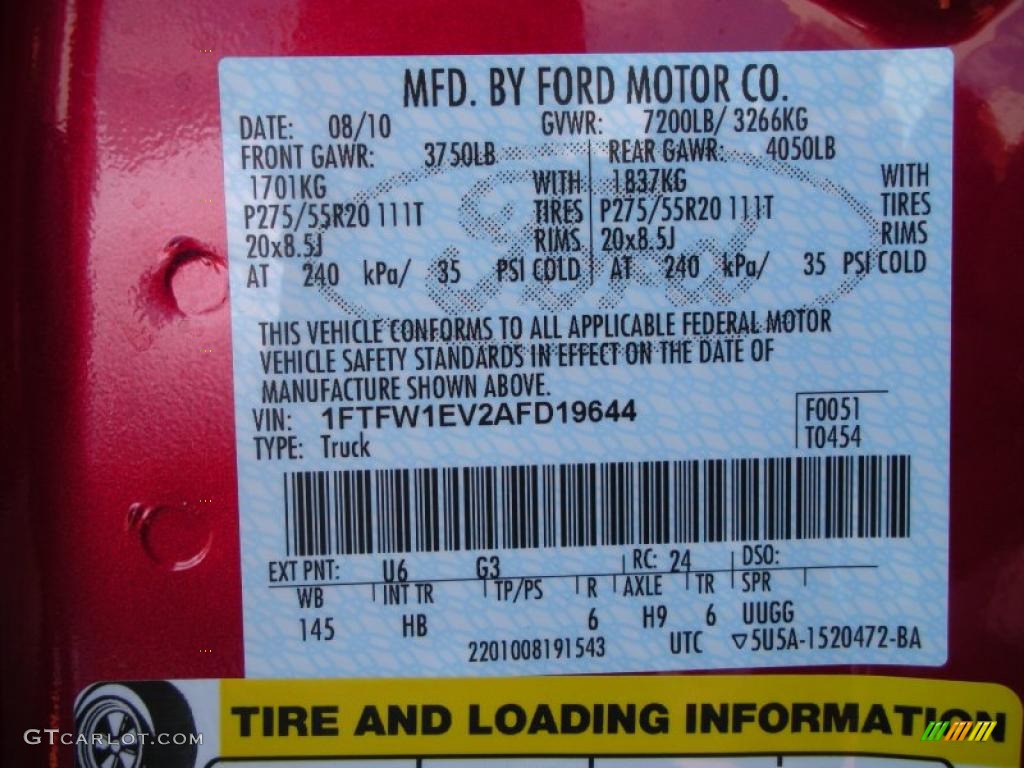 MFD. BY FORD MOTOR CO.
DATE: 08/10 GVWR: 7200LB/ 3266KG
FRONT GAWR: 3750LB REAR GAWR: 4050LB
1701KG WITH 1837KG WITH
P275/55R20 111T TIRES P275/55R20 111T TIRES
20x8.5J RIMS 20x8.5J RIMS
AT 240 kPa/ 35 PSI COLD AT 240 kPa/ 35 PSI COLD
Ford
THIS VEHICLE CONFORMS TO ALL APPLICABLE FEDERAL MOTOR
VEHICLE SAFETY STANDARDS IN EFFECT ON THE DATE OF
MANUFACTURE SHOWN ABOVE.
VIN: 1FTFW1EV2AFD19644 F0051
TYPE: Truck T0454
EXT PNT: U6 G3 RC: 24 DSO:
WB INT TR TP/PS R AXLE TR SPR
145 HB 6 H9 6 UUGG
2201008191543 UTC ▽5U5A-1520472-BA
TIRE AND LOADING INFORMATION
GTCARLOT.COM